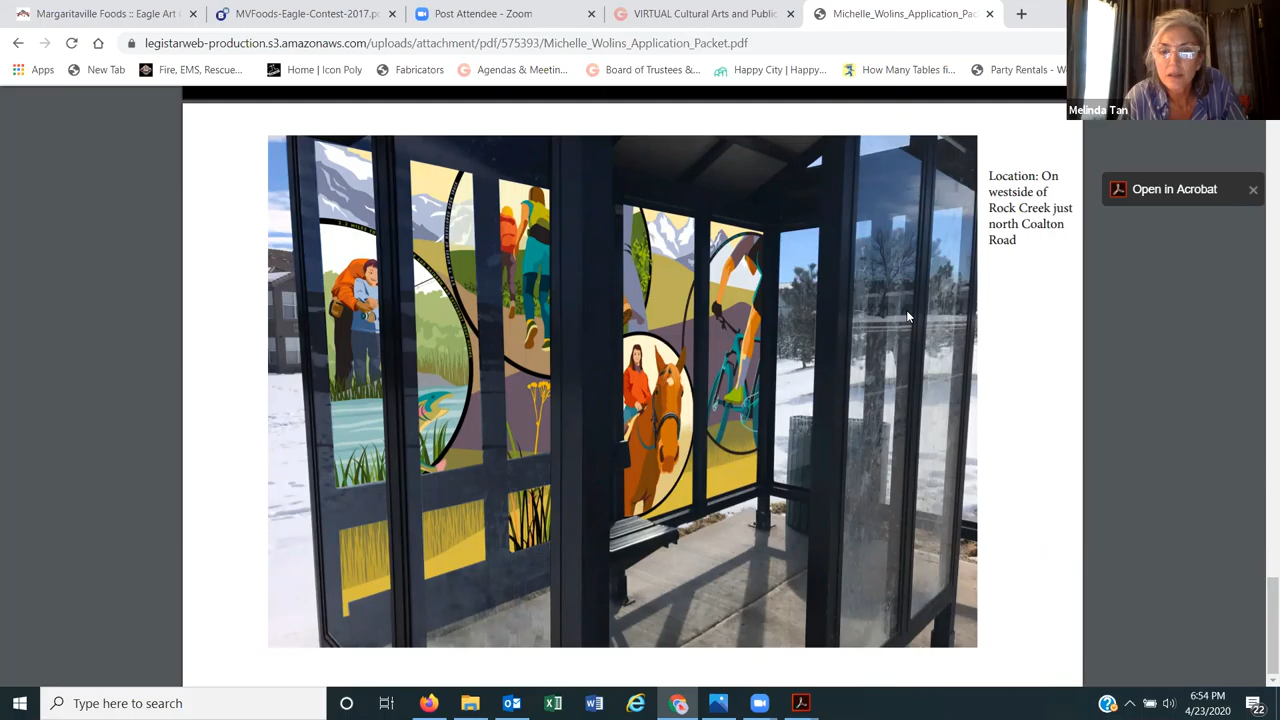 Margaritaville Foods :: Eagle Art C
MVFoods-Eagle-Contest-2017.p
Post Attendee - Zoom
VIRTUAL Cultural Arts and Public
Michelle_Wolins_Application_Pac
legistarweb-production.s3.amazonaws.com/uploads/attachment/pdf/575393/Michelle_Wolins_Application_Packet.pdf
Apps
New Tab
Fire, EMS, Rescue...
Home | Icon Poly
Fabricators
Agendas & Meetin...
Board of Trustees &...
Happy City | Happy...
How Many Tables fi...
Party Rentals - We
Melinda Tan
Open in Acrobat
Location: On
westside of
Rock Creek just
north Coalton
Road
Type here to search
6:54 PM
4/23/2020
22